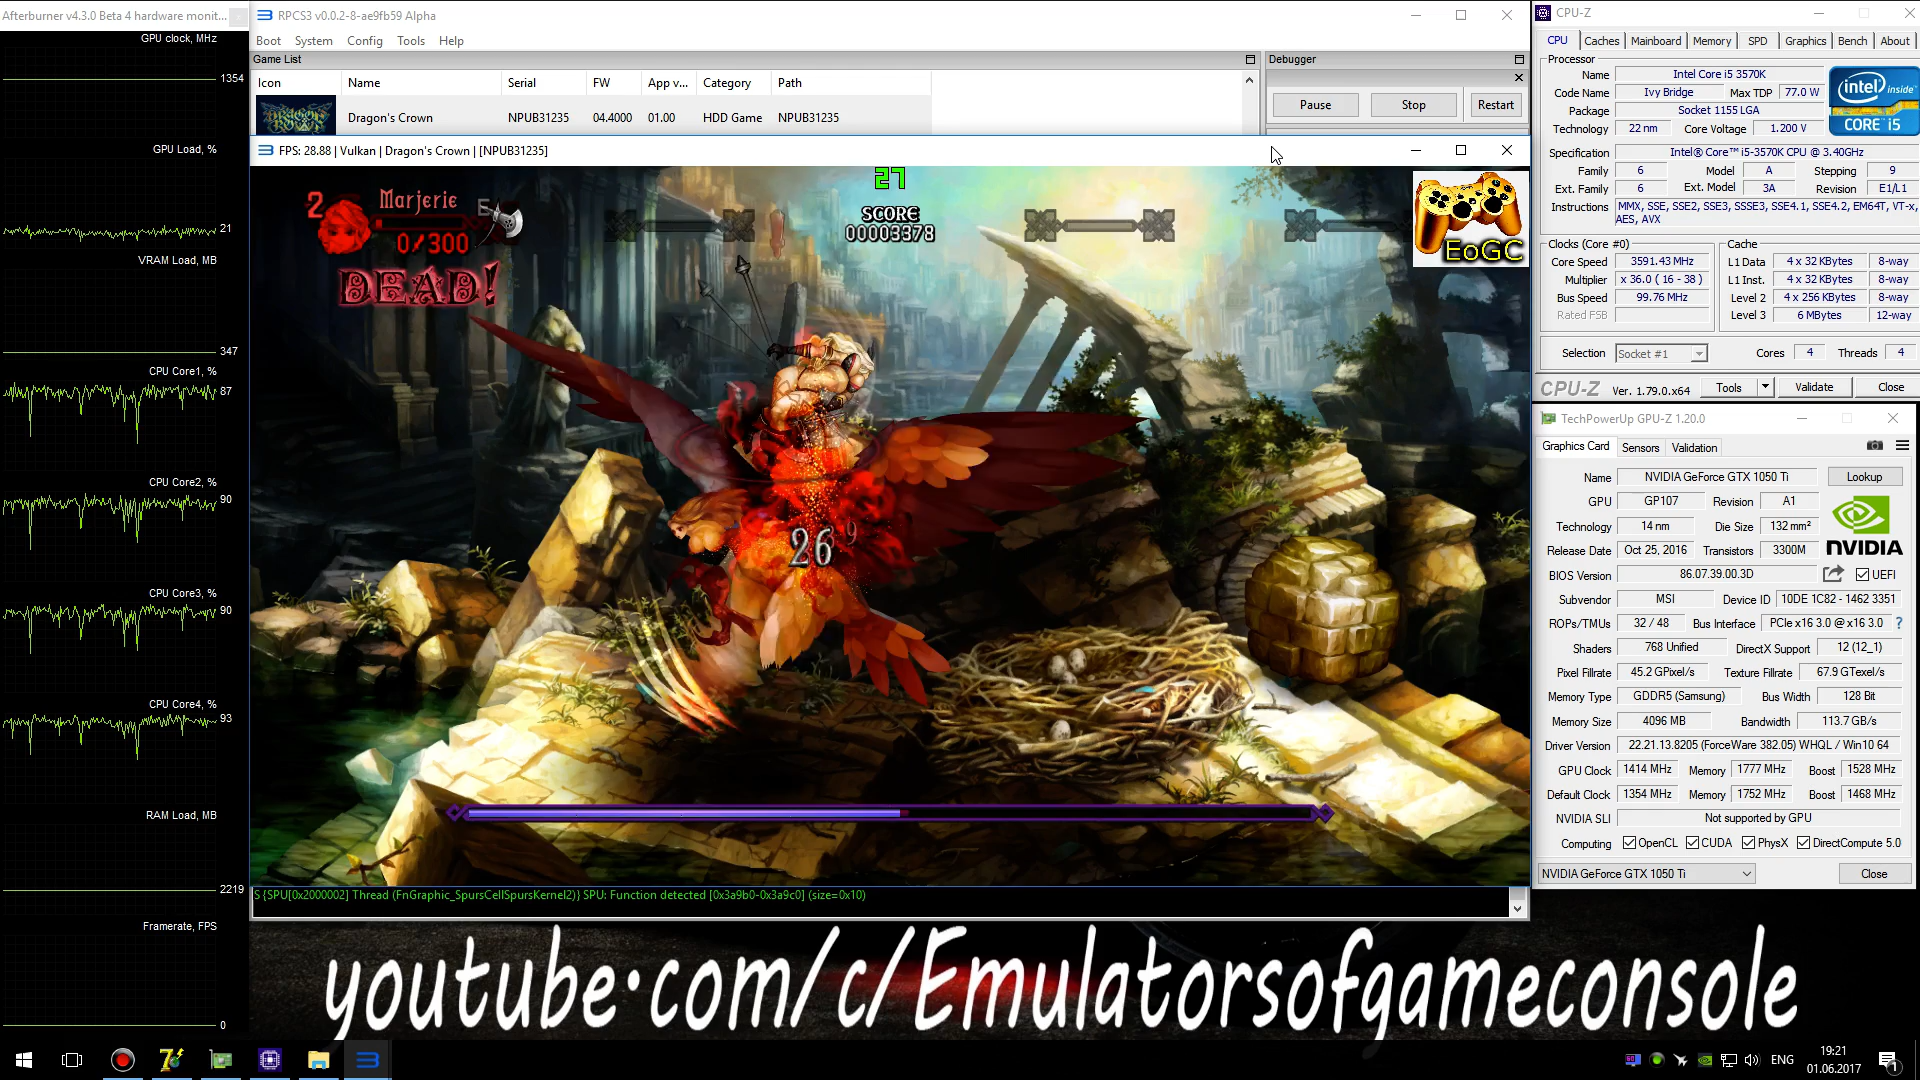 Afterburner v4.3.0 Beta 4 hardware monit...
GPU clock, MHz
1354
GPU Load, %
21
VRAM Load, MB
347
CPU Core1, %
87
CPU Core2, %
90
CPU Core3, %
90
CPU Core4, %
93
RAM Load, MB
2219
Framerate, FPS
0
RPCS3 v0.0.2-8-ae9fb59 Alpha
Boot System Config Tools Help
Game List
Icon Name Serial FW App v... Category Path
DRAGON'S CROWN
Dragon's Crown NPUB31235 04.4000 01.00 HDD Game NPUB31235
Debugger
Pause Stop Restart
FPS: 28.88 | Vulkan | Dragon's Crown | [NPUB31235]
27
2 Marjerie
0/300
DEAD!
SCORE
00003378
EoGC
26
9
S {SPU[0x2000002] Thread (FnGraphic_SpursCellSpursKernel2)} SPU: Function detected [0x3a9b0-0x3a9c0] (size=0x10)
youtube.com/c/Emulatorsofgameconsole
CPU-Z
CPU Caches Mainboard Memory SPD Graphics Bench About
Processor
Name Intel Core i5 3570K
Code Name Ivy Bridge Max TDP 77.0 W
Package Socket 1155 LGA
Technology 22 nm Core Voltage 1.200 V
intel inside
CORE i5
Specification Intel® Core™ i5-3570K CPU @ 3.40GHz
Family 6 Model A Stepping 9
Ext. Family 6 Ext. Model 3A Revision E1/L1
Instructions MMX, SSE, SSE2, SSE3, SSSE3, SSE4.1, SSE4.2, EM64T, VT-x, AES, AVX
Clocks (Core #0)
Core Speed 3591.43 MHz
Multiplier x 36.0 ( 16 - 38 )
Bus Speed 99.76 MHz
Rated FSB
Cache
L1 Data 4 x 32 KBytes 8-way
L1 Inst. 4 x 32 KBytes 8-way
Level 2 4 x 256 KBytes 8-way
Level 3 6 MBytes 12-way
Selection Socket #1 Cores 4 Threads 4
CPU-Z Ver. 1.79.0.x64 Tools Validate Close
TechPowerUp GPU-Z 1.20.0
Graphics Card Sensors Validation
Name NVIDIA GeForce GTX 1050 Ti Lookup
GPU GP107 Revision A1
Technology 14 nm Die Size 132 mm²
Release Date Oct 25, 2016 Transistors 3300M
NVIDIA
BIOS Version 86.07.39.00.3D UEFI
Subvendor MSI Device ID 10DE 1C82 - 1462 3351
ROPs/TMUs 32 / 48 Bus Interface PCIe x16 3.0 @ x16 3.0 ?
Shaders 768 Unified DirectX Support 12 (12_1)
Pixel Fillrate 45.2 GPixel/s Texture Fillrate 67.9 GTexel/s
Memory Type GDDR5 (Samsung) Bus Width 128 Bit
Memory Size 4096 MB Bandwidth 113.7 GB/s
Driver Version 22.21.13.8205 (ForceWare 382.05) WHQL / Win10 64
GPU Clock 1414 MHz Memory 1777 MHz Boost 1528 MHz
Default Clock 1354 MHz Memory 1752 MHz Boost 1468 MHz
NVIDIA SLI Not supported by GPU
Computing OpenCL CUDA PhysX DirectCompute 5.0
NVIDIA GeForce GTX 1050 Ti Close
ENG
19:21
01.06.2017
1